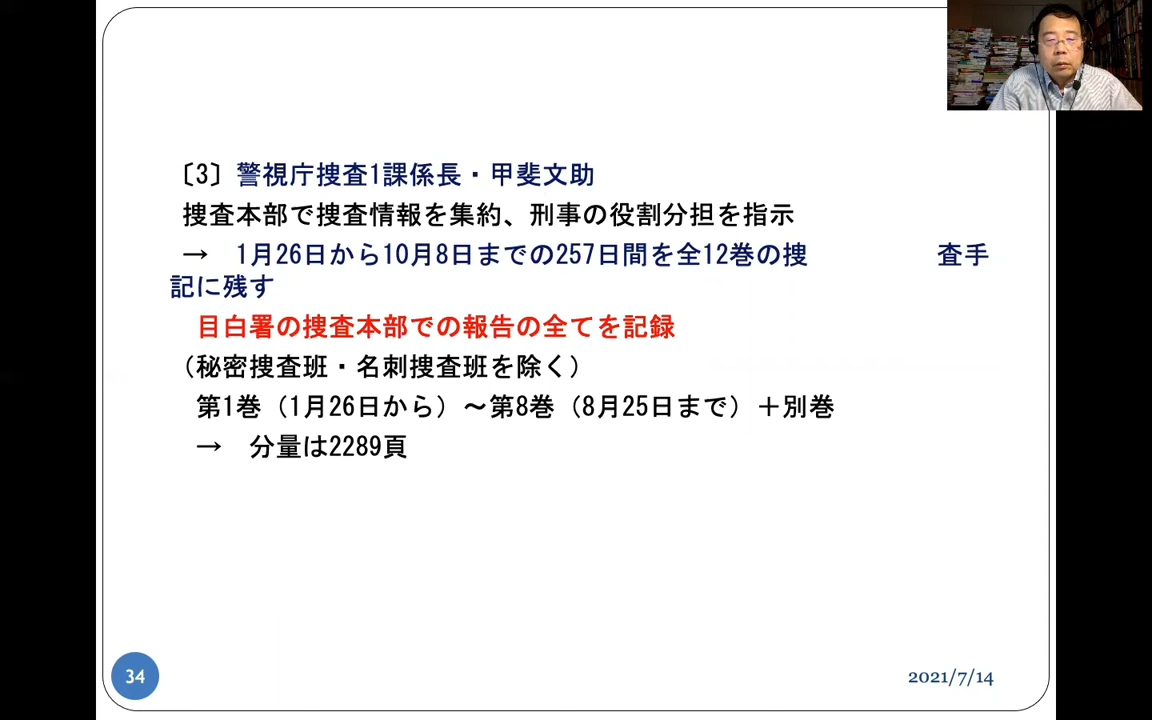 〔3〕警視庁捜査1課係長・甲斐文助
捜査本部で捜査情報を集約、刑事の役割分担を指示
→　1月26日から10月8日までの257日間を全12巻の捜　　　　　査手
記に残す
目白署の捜査本部での報告の全てを記録
（秘密捜査班・名刺捜査班を除く）
第1巻（1月26日から）～第8巻（8月25日まで）＋別巻
→　分量は2289頁
34
2021/7/14